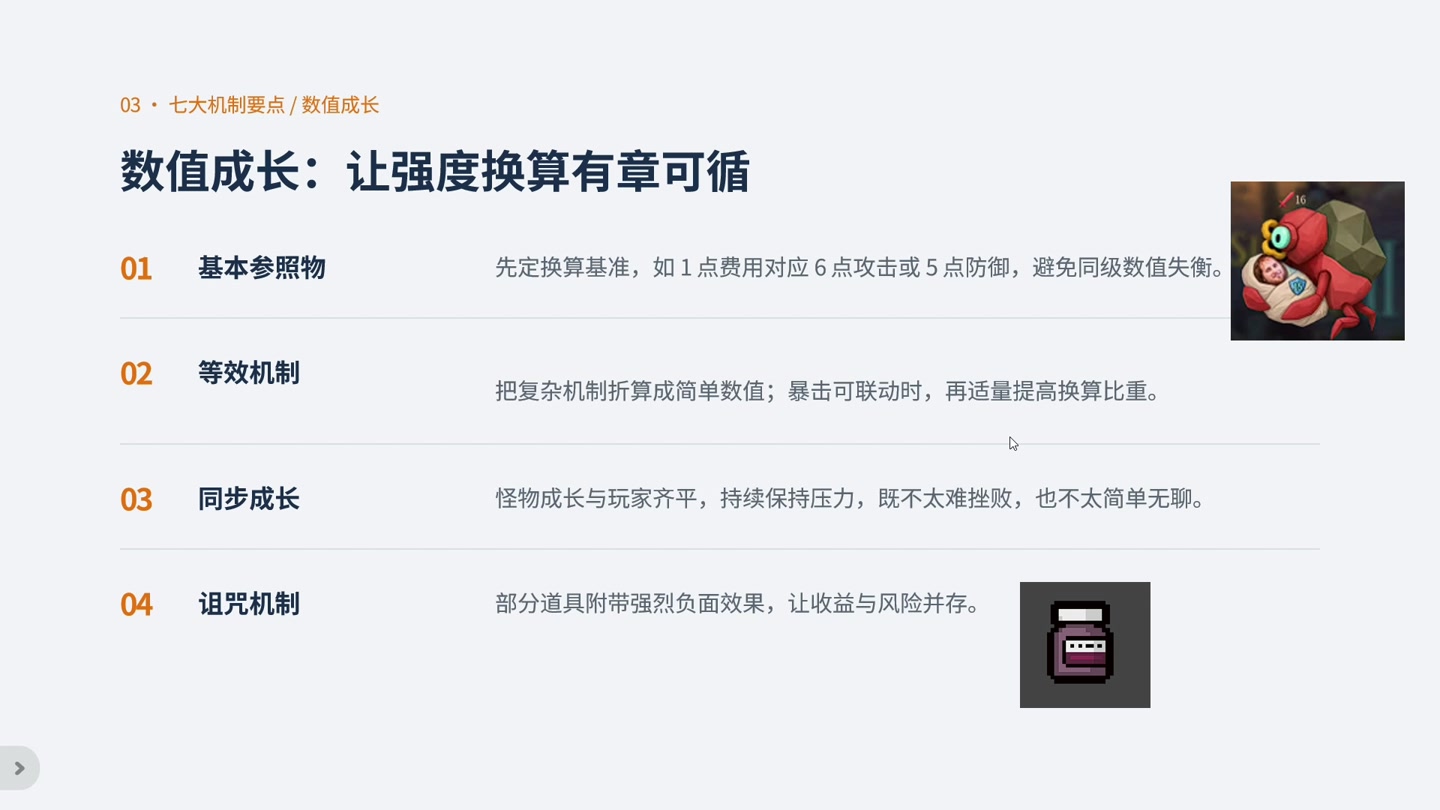 03 · 七大机制要点 / 数值成长
数值成长：让强度换算有章可循
16
01 基本参照物 先定换算基准，如 1 点费用对应 6 点攻击或 5 点防御，避免同级数值失衡。
02 等效机制 把复杂机制折算成简单数值；暴击可联动时，再适量提高换算比重。
03 同步成长 怪物成长与玩家齐平，持续保持压力，既不太难挫败，也不太简单无聊。
04 诅咒机制 部分道具附带强烈负面效果，让收益与风险并存。